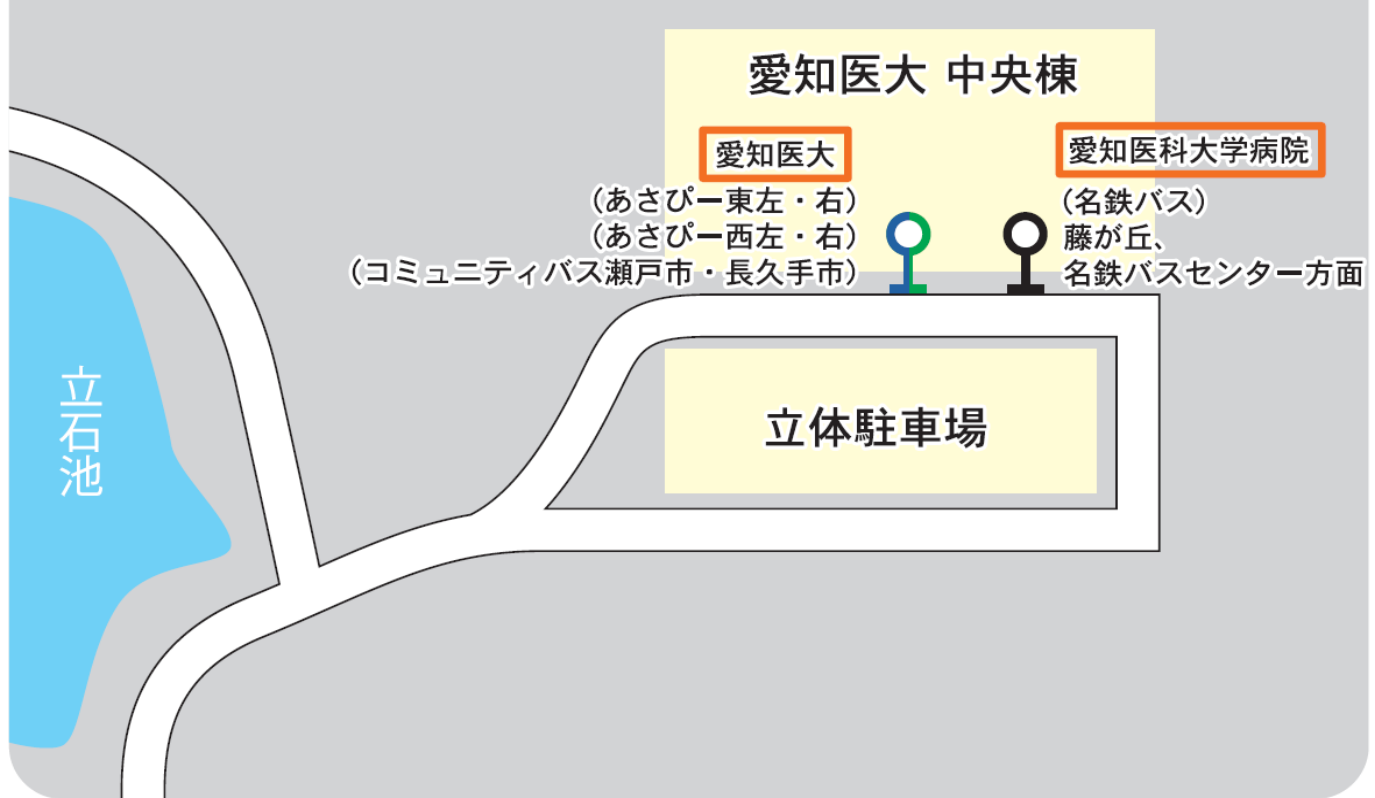 愛知医大 中央棟
愛知医大
(あさぴー東左・右)
(あさぴー西左・右)
(コミュニティバス瀬戸市・長久手市)
愛知医科大学病院
(名鉄バス)
藤が丘、
名鉄バスセンター方面
立体駐車場
立石池